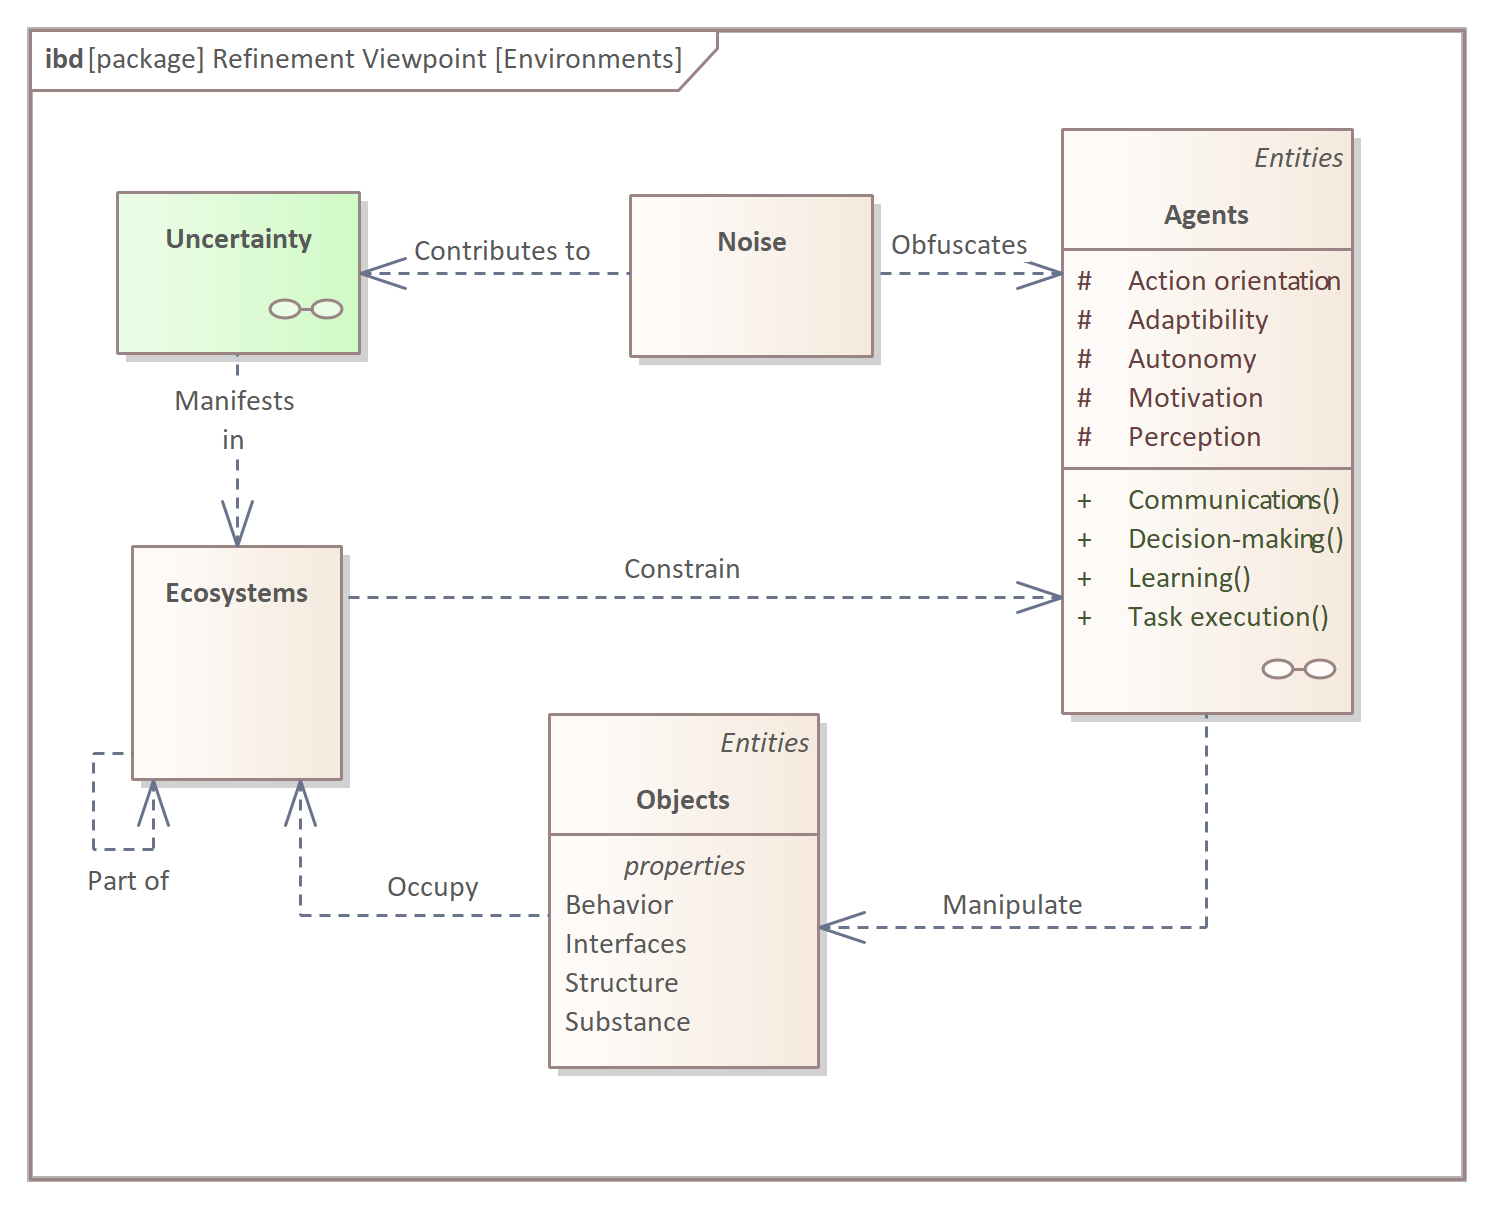 ibd [package] Refinement Viewpoint [Environments]
Entities
Agents
# Action orientation
# Adaptibility
# Autonomy
# Motivation
# Perception
+ Communications()
+ Decision-making()
+ Learning()
+ Task execution()
Uncertainty
Contributes to
Noise
Obfuscates
Manifests
in
Ecosystems
Constrain
Part of
Occupy
Entities
Objects
properties
Behavior
Interfaces
Structure
Substance
Manipulate